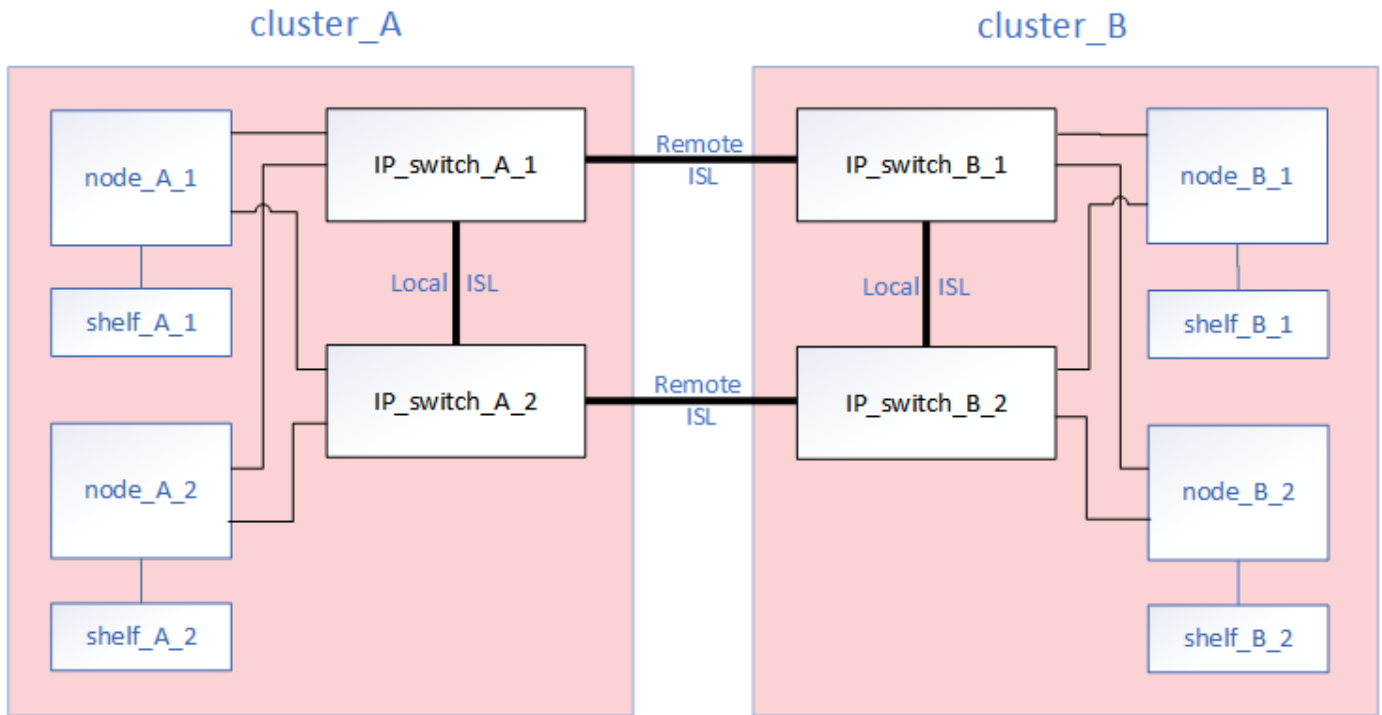 cluster_A
cluster_B
node_A_1
IP_switch_A_1
Remote
ISL
IP_switch_B_1
node_B_1
shelf_A_1
Local ISL
Local ISL
shelf_B_1
IP_switch_A_2
Remote
ISL
IP_switch_B_2
node_A_2
node_B_2
shelf_A_2
shelf_B_2